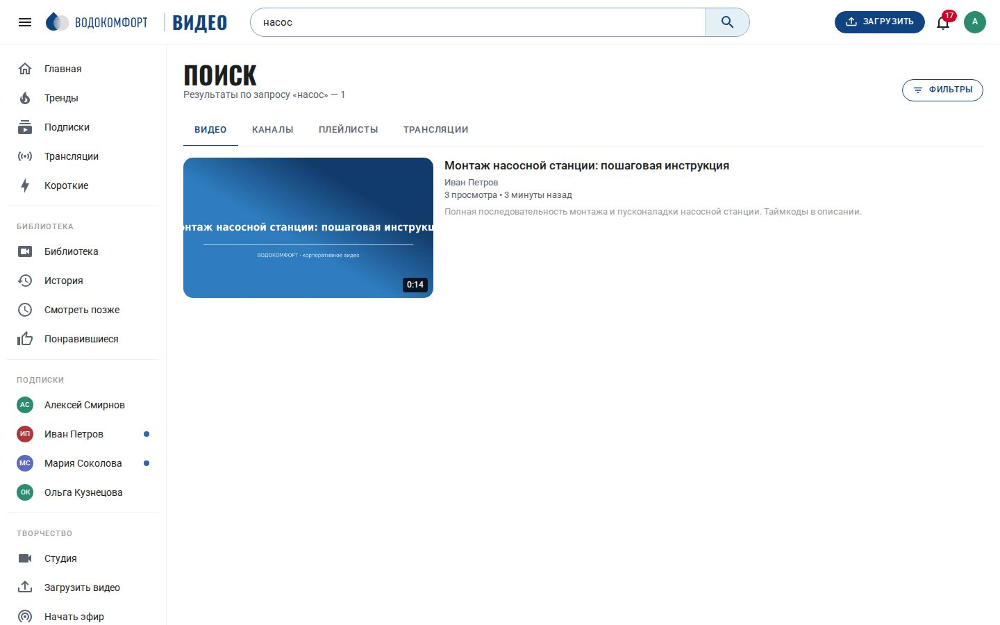 ВОДОКОМФОРТ
ВИДЕО
насос
ЗАГРУЗИТЬ
17
A
Главная
Тренды
Подписки
Трансляции
Короткие
БИБЛИОТЕКА
Библиотека
История
Смотреть позже
Понравившиеся
ПОДПИСКИ
АС Алексей Смирнов
ИП Иван Петров
МС Мария Соколова
ОК Ольга Кузнецова
ТВОРЧЕСТВО
Студия
Загрузить видео
Начать эфир
ПОИСК
Результаты по запросу «насос» — 1
ФИЛЬТРЫ
ВИДЕО КАНАЛЫ ПЛЕЙЛИСТЫ ТРАНСЛЯЦИИ
онтаж насосной станции: пошаговая инструкц
ВОДОКОМФОРТ · корпоративное видео
0:14
Монтаж насосной станции: пошаговая инструкция
Иван Петров
3 просмотра • 3 минуты назад
Полная последовательность монтажа и пусконаладки насосной станции. Таймкоды в описании.